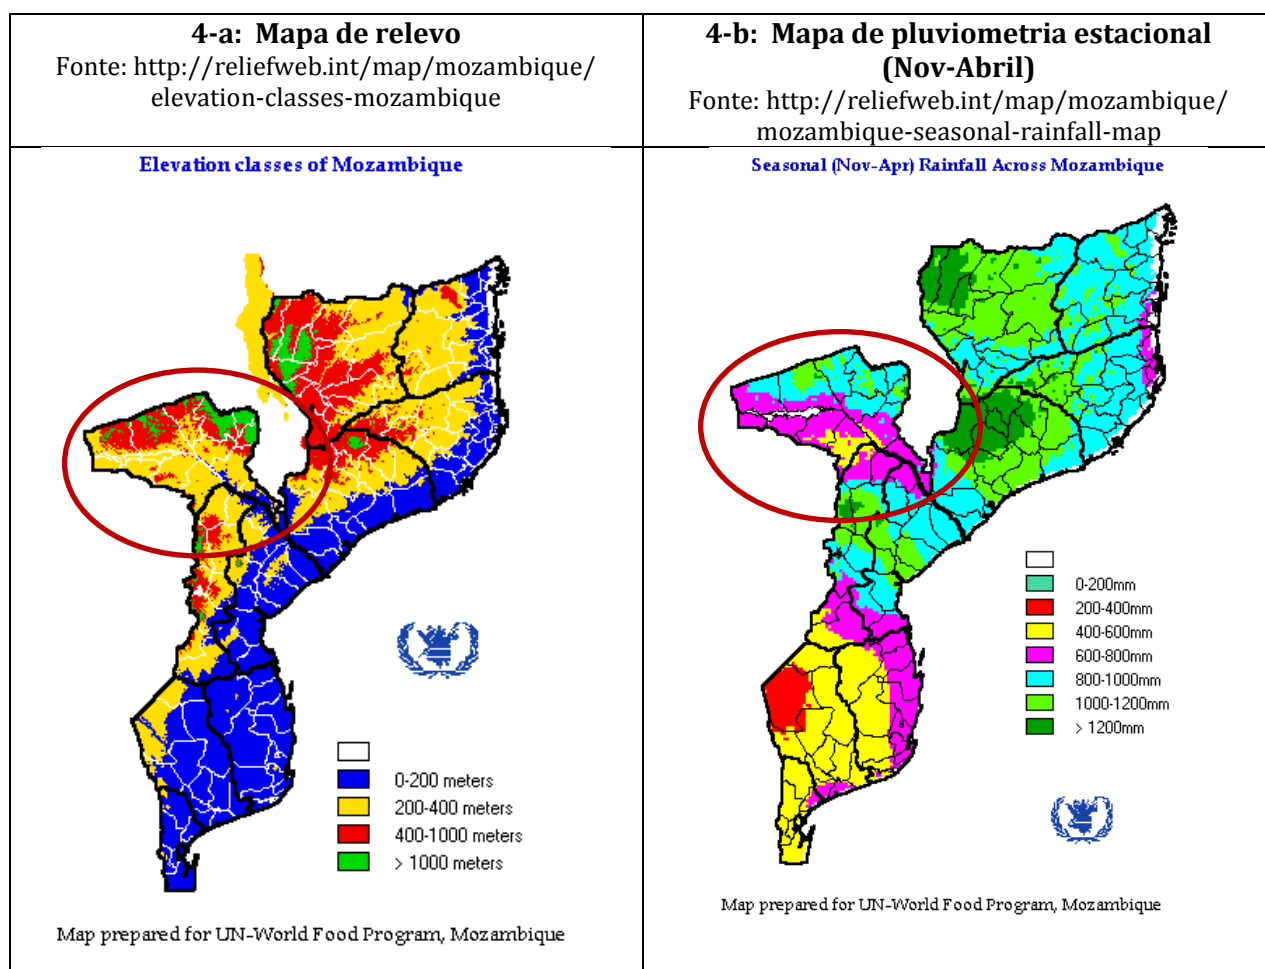 4-a:  Mapa de relevo
Fonte: http://reliefweb.int/map/mozambique/
elevation-classes-mozambique
4-b:  Mapa de pluviometria estacional
(Nov-Abril)
Fonte: http://reliefweb.int/map/mozambique/
mozambique-seasonal-rainfall-map
Elevation classes of Mozambique
0-200 meters
200-400 meters
400-1000 meters
> 1000 meters
Map prepared for UN-World Food Program, Mozambique
Seasonal (Nov-Apr) Rainfall Across Mozambique
0-200mm
200-400mm
400-600mm
600-800mm
800-1000mm
1000-1200mm
> 1200mm
Map prepared for UN-World Food Program, Mozambique